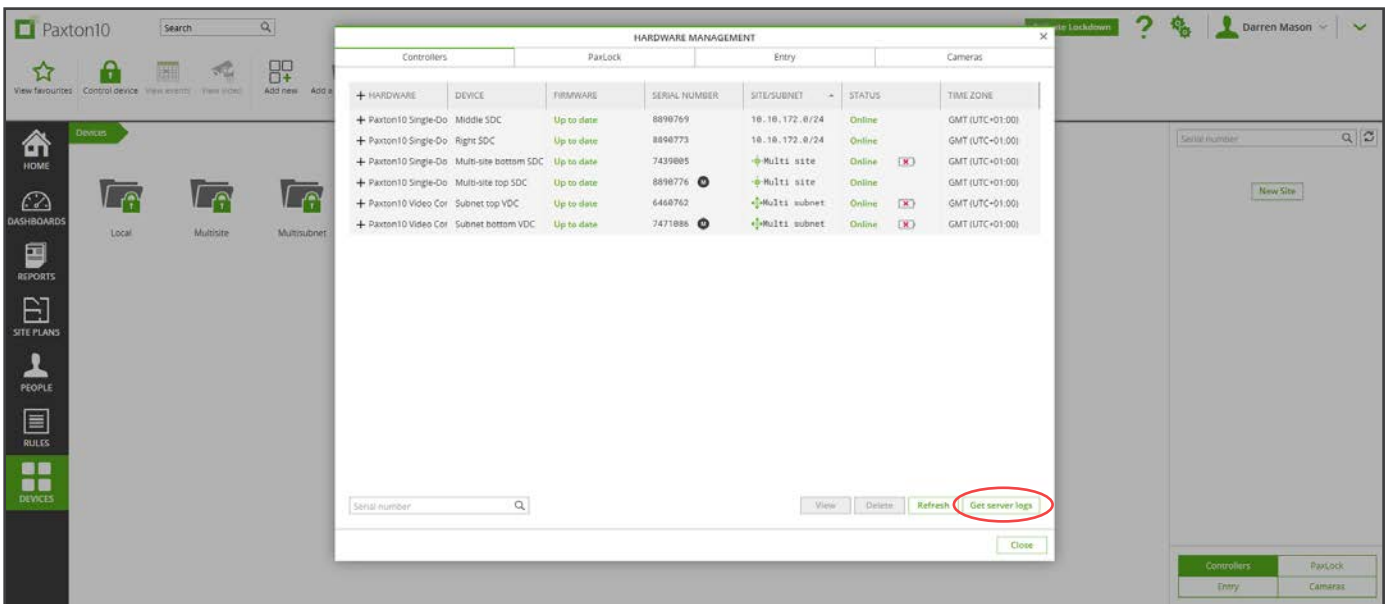 Paxton10
Search
Lockdown
Darren Mason
View favourites
Control device
View events
View video
Add new
HOME
DASHBOARDS
REPORTS
SITE PLANS
PEOPLE
RULES
DEVICES
Devices
Local
Multisite
Multisubnet
HARDWARE MANAGEMENT
Controllers PaxLock Entry Cameras
HARDWARE DEVICE FIRMWARE SERIAL NUMBER SITE/SUBNET STATUS TIME ZONE
Paxton10 Single-Do Middle SDC Up to date 8890769 10.10.172.0/24 Online GMT (UTC+01:00)
Paxton10 Single-Do Right SDC Up to date 8890773 10.10.172.0/24 Online GMT (UTC+01:00)
Paxton10 Single-Do Multi-site bottom SDC Up to date 7439005 Multi site Online GMT (UTC+01:00)
Paxton10 Single-Do Multi-site top SDC Up to date 8890776 M Multi site Online GMT (UTC+01:00)
Paxton10 Video Cor Subnet top VDC Up to date 6460762 Multi subnet Online GMT (UTC+01:00)
Paxton10 Video Cor Subnet bottom VDC Up to date 7471086 M Multi subnet Online GMT (UTC+01:00)
Serial number
View Delete Refresh Get server logs
Close
Serial number
New Site
Controllers PaxLock
Entry Cameras